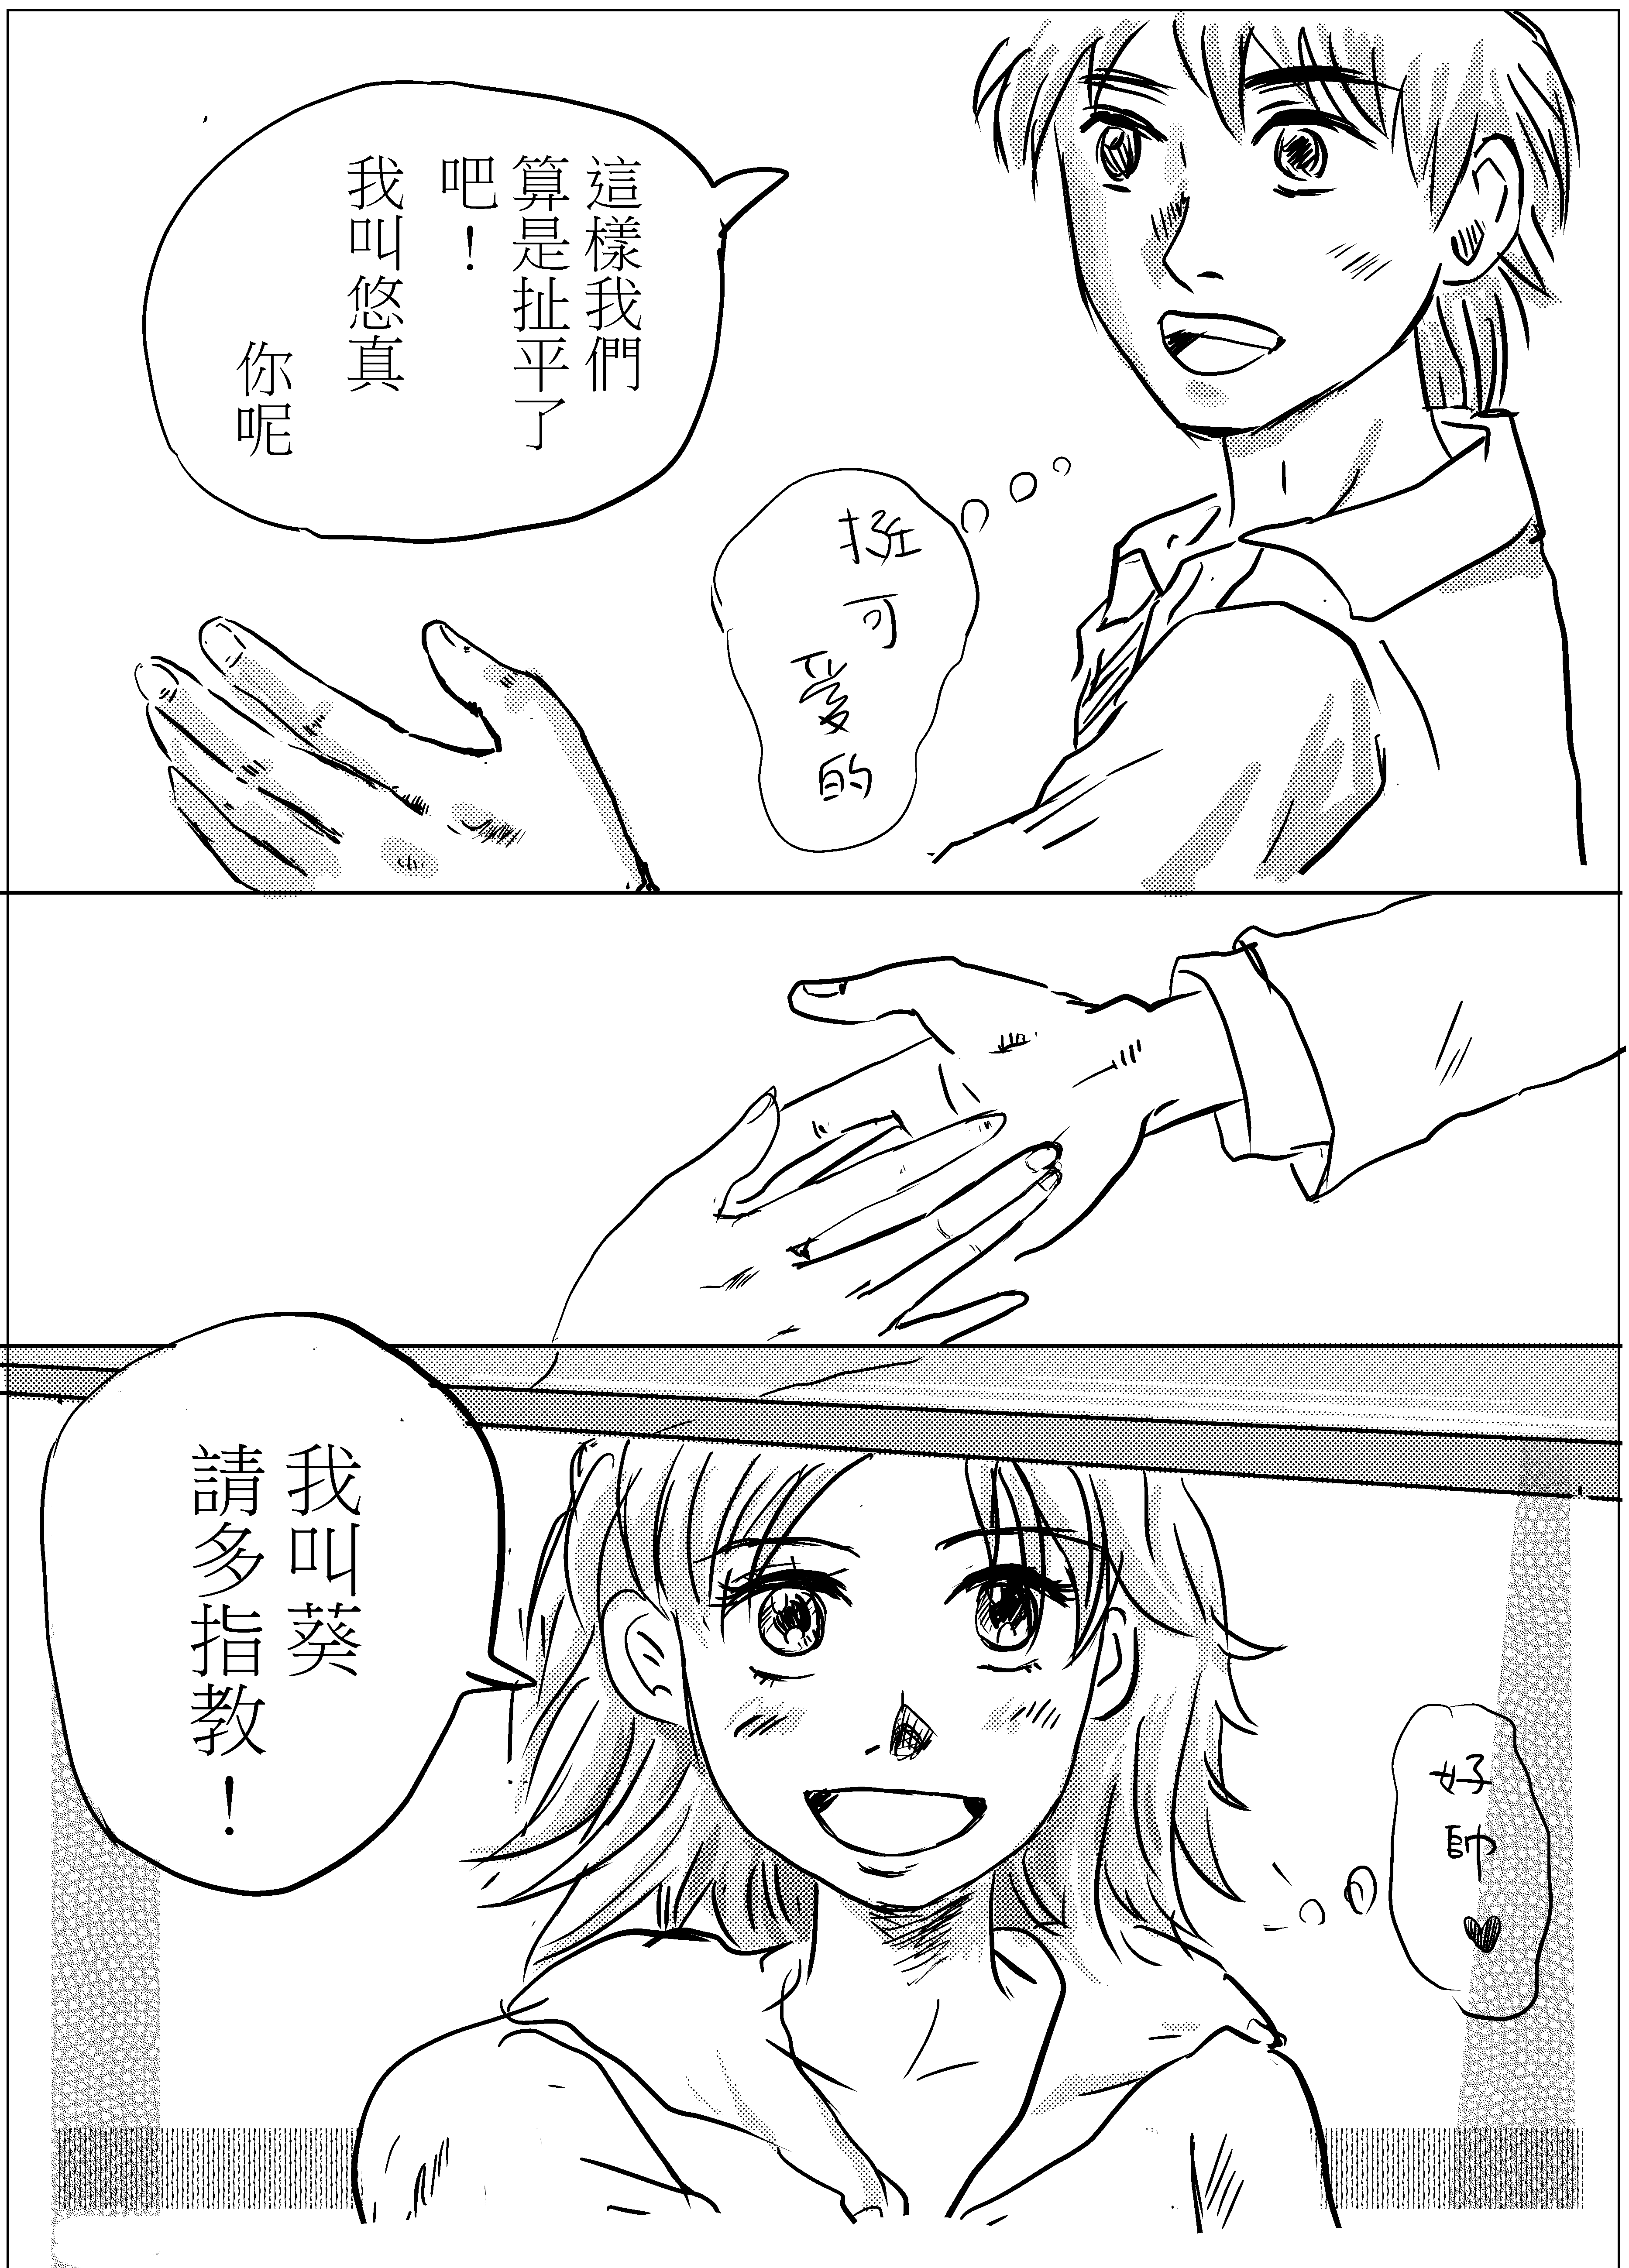 這樣我們
算是扯平了
吧！
我叫悠真
你呢
挺可愛的
我叫葵
請多指教！
好帥♥